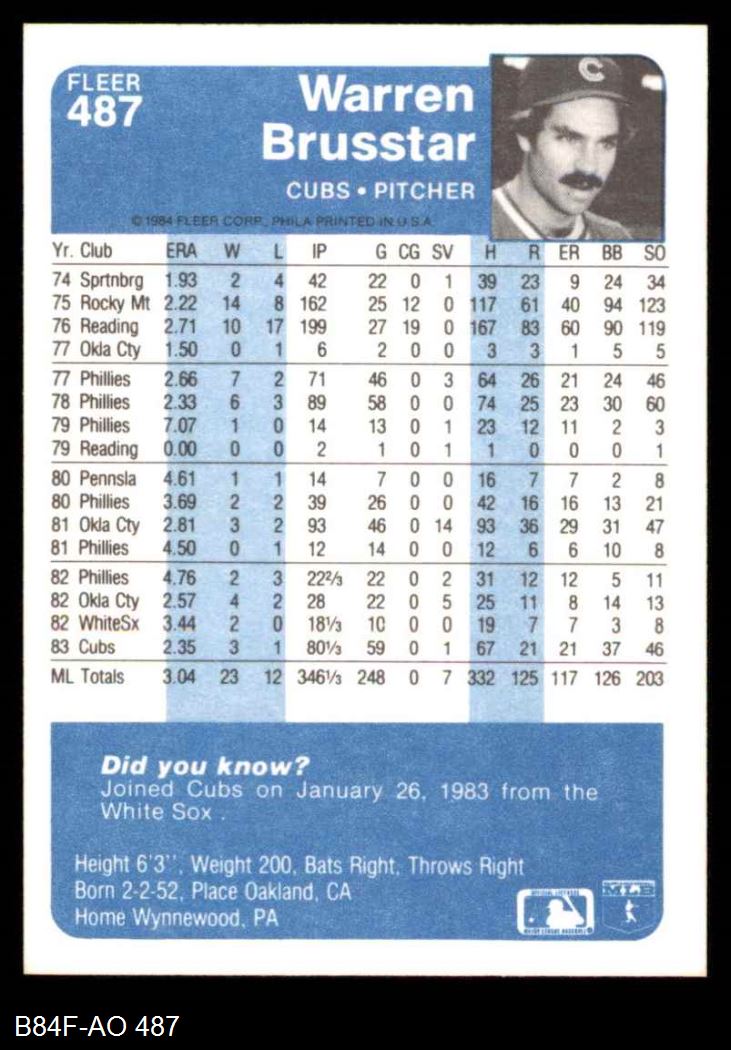 FLEER
487
Warren
Brusstar
CUBS • PITCHER
© 1984 FLEER CORP., PHILA PRINTED IN U.S.A.
C
Yr. Club ERA W L IP G CG SV H R ER BB SO
74 Sprtnbrg 1.93 2 4 42 22 0 1 39 23 9 24 34
75 Rocky Mt 2.22 14 8 162 25 12 0 117 61 40 94 123
76 Reading 2.71 10 17 199 27 19 0 167 83 60 90 119
77 Okla Cty 1.50 0 1 6 2 0 0 3 3 1 5 5
77 Phillies 2.66 7 2 71 46 0 3 64 26 21 24 46
78 Phillies 2.33 6 3 89 58 0 0 74 25 23 30 60
79 Phillies 7.07 1 0 14 13 0 1 23 12 11 2 3
79 Reading 0.00 0 0 2 1 0 1 1 0 0 0 1
80 Pennsla 4.61 1 1 14 7 0 0 16 7 7 2 8
80 Phillies 3.69 2 2 39 26 0 0 42 16 16 13 21
81 Okla Cty 2.81 3 2 93 46 0 14 93 36 29 31 47
81 Phillies 4.50 0 1 12 14 0 0 12 6 6 10 8
82 Phillies 4.76 2 3 22⅔ 22 0 2 31 12 12 5 11
82 Okla Cty 2.57 4 2 28 22 0 5 25 11 8 14 13
82 WhiteSx 3.44 2 0 18⅓ 10 0 0 19 7 7 3 8
83 Cubs 2.35 3 1 80⅓ 59 0 1 67 21 21 37 46
ML Totals 3.04 23 12 346⅓ 248 0 7 332 125 117 126 203
Did you know?
Joined Cubs on January 26, 1983 from the
White Sox .
Height 6'3'', Weight 200, Bats Right, Throws Right
Born 2-2-52, Place Oakland, CA
Home Wynnewood, PA
OFFICIAL LICENSEE
MAJOR LEAGUE BASEBALL
B84F-AO 487